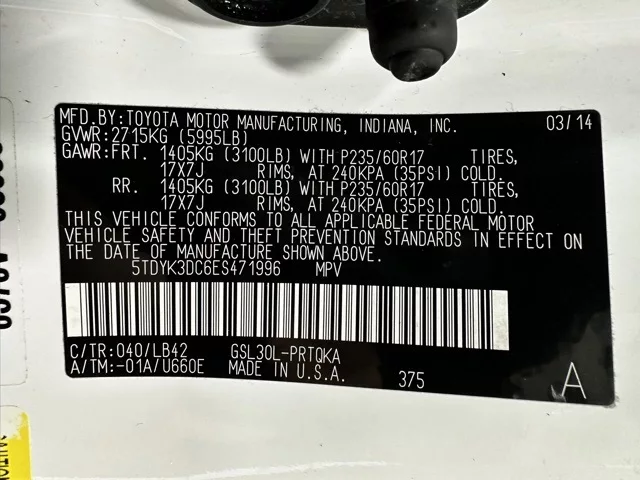 MFD.BY:TOYOTA MOTOR MANUFACTURING, INDIANA, INC. 03/14
GVWR:2715KG (5995LB)
GAWR:FRT. 1405KG (3100LB) WITH P235/60R17 TIRES,
17X7J RIMS, AT 240KPA (35PSI) COLD.
RR. 1405KG (3100LB) WITH P235/60R17 TIRES,
17X7J RIMS, AT 240KPA (35PSI) COLD.
THIS VEHICLE CONFORMS TO ALL APPLICABLE FEDERAL MOTOR
VEHICLE SAFETY AND THEFT PREVENTION STANDARDS IN EFFECT ON
THE DATE OF MANUFACTURE SHOWN ABOVE.
5TDYK3DC6ES471996 MPV
C/TR:040/LB42 GSL30L-PRTQKA
A/TM:-01A/U660E MADE IN U.S.A. 375 A